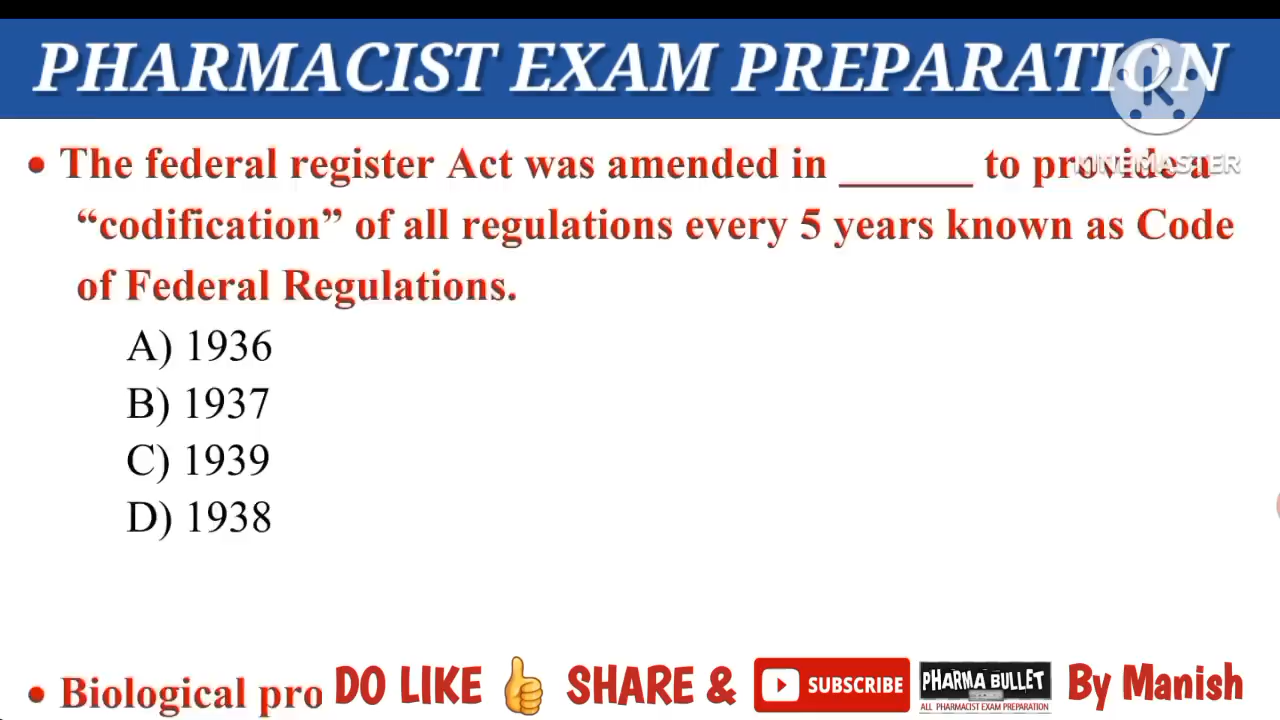 PHARMACIST EXAM PREPARATION
K
KINEMASTER
• The federal register Act was amended in ______ to provide a
“codification” of all regulations every 5 years known as Code
of Federal Regulations.
A) 1936
B) 1937
C) 1939
D) 1938
• Biological pro
DO LIKE 👍 SHARE & SUBSCRIBE PHARMA BULLET By Manish
ALL PHARMACIST EXAM PREPARATION